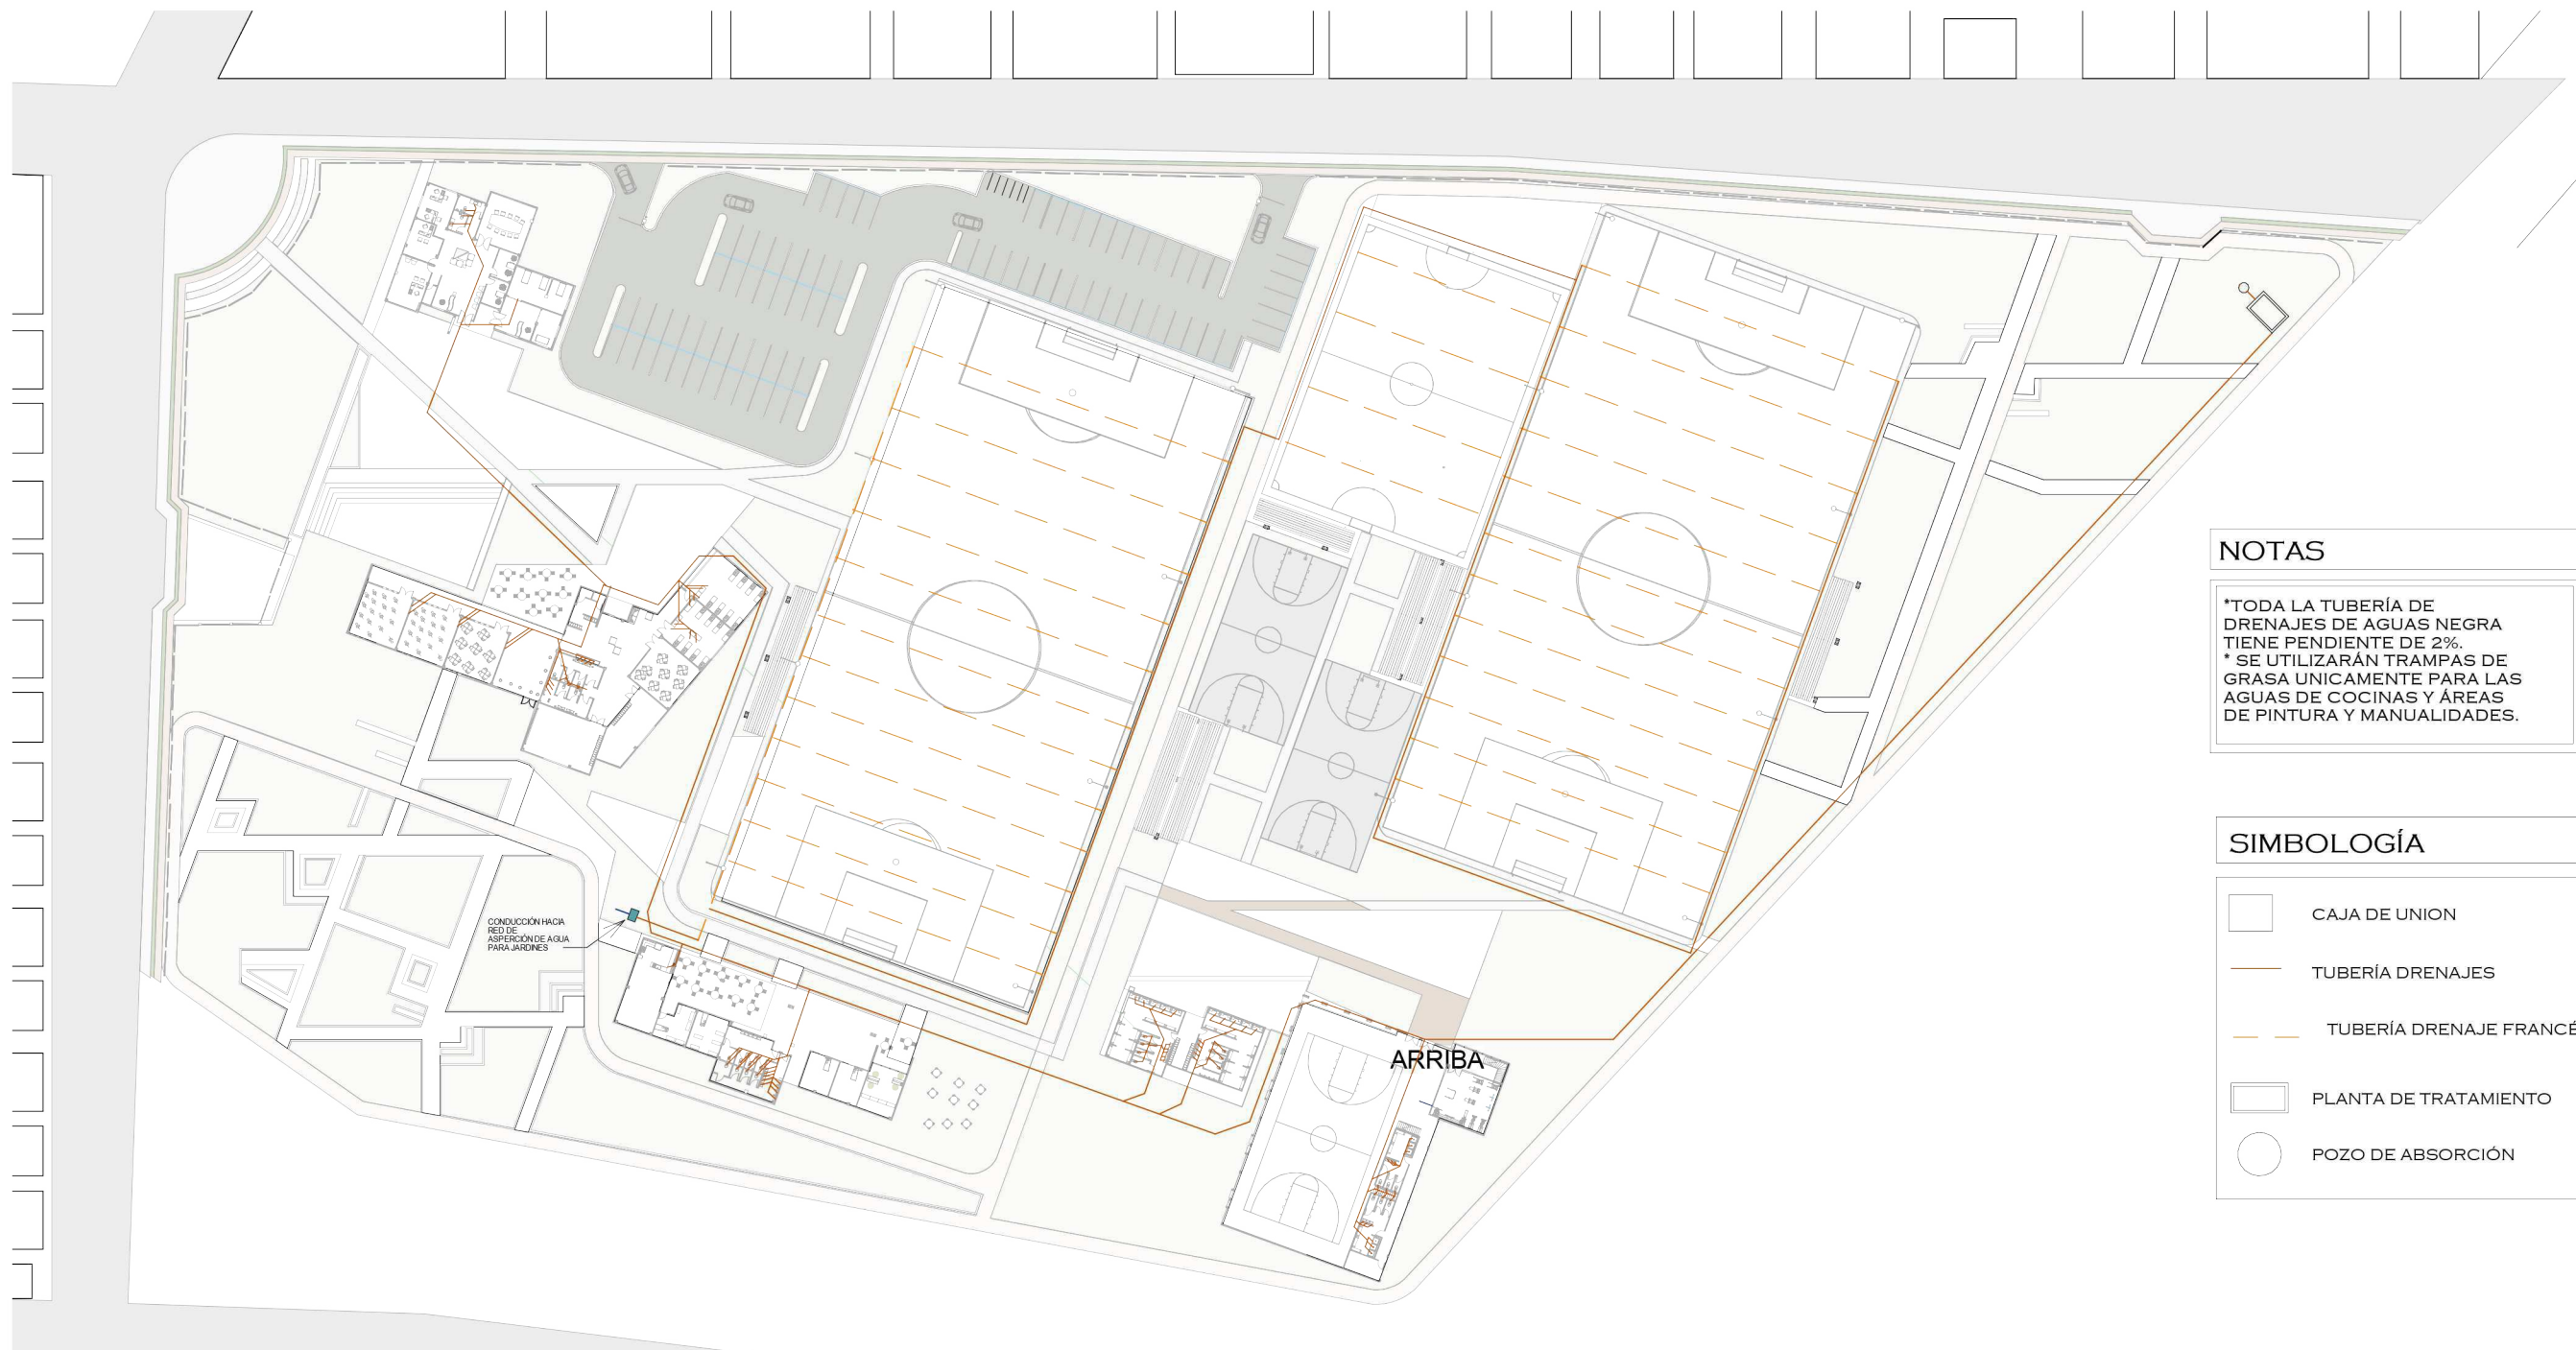 NOTAS
*TODA LA TUBERÍA DE
DRENAJES DE AGUAS NEGRA
TIENE PENDIENTE DE 2%.
* SE UTILIZARÁN TRAMPAS DE
GRASA UNICAMENTE PARA LAS
AGUAS DE COCINAS Y ÁREAS
DE PINTURA Y MANUALIDADES.
SIMBOLOGÍA
CAJA DE UNION
TUBERÍA DRENAJES
TUBERÍA DRENAJE FRANCÉ
PLANTA DE TRATAMIENTO
POZO DE ABSORCIÓN
CONDUCCIÓN HACIA
RED DE
ASPERCIÓN DE AGUA
PARA JARDINES
ARRIBA